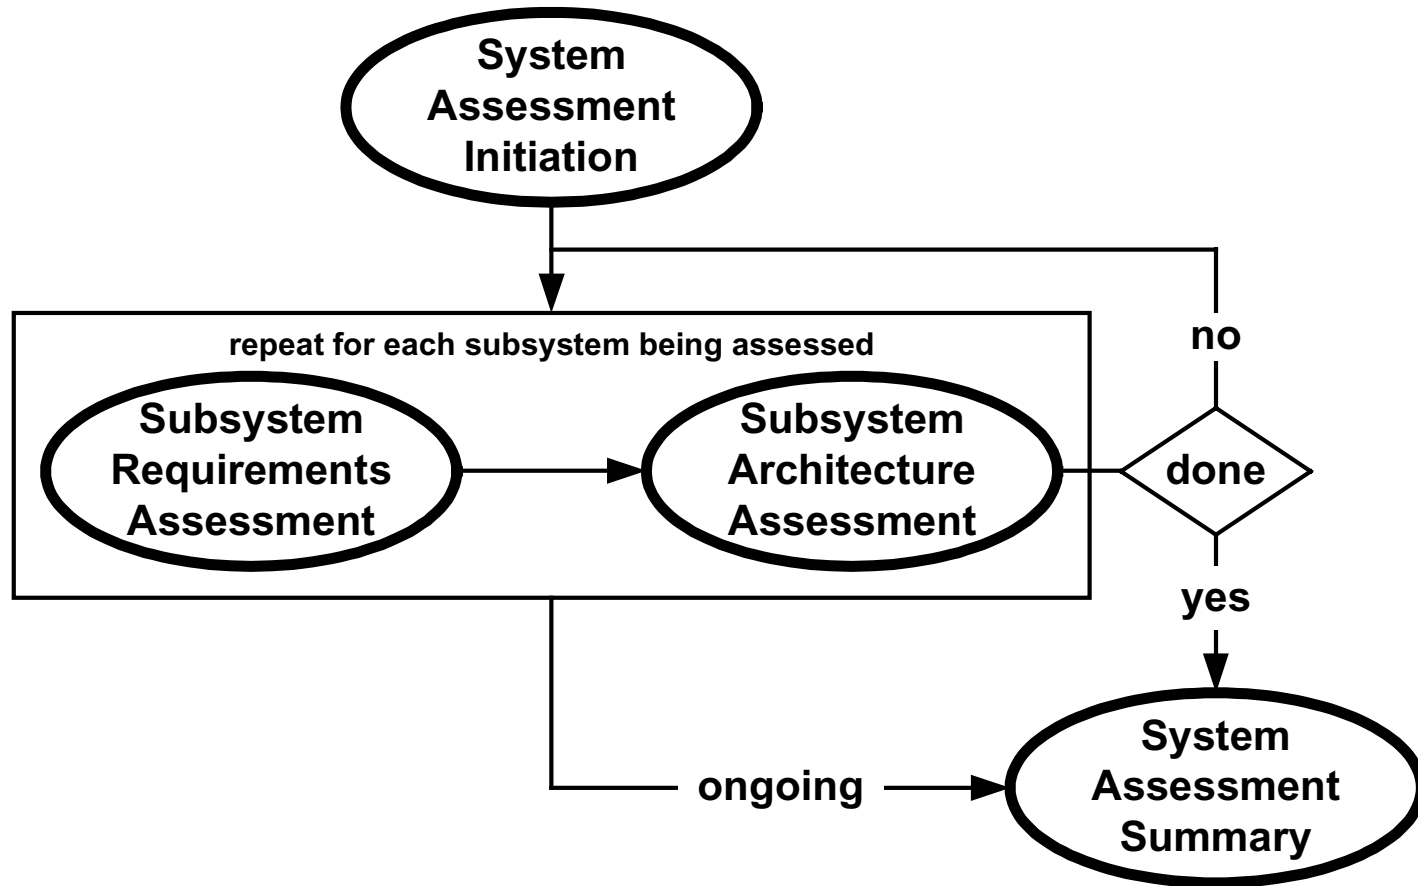 System
Assessment
Initiation
repeat for each subsystem being assessed
no
Subsystem
Requirements
Assessment
Subsystem
Architecture
Assessment
done
yes
ongoing
System
Assessment
Summary